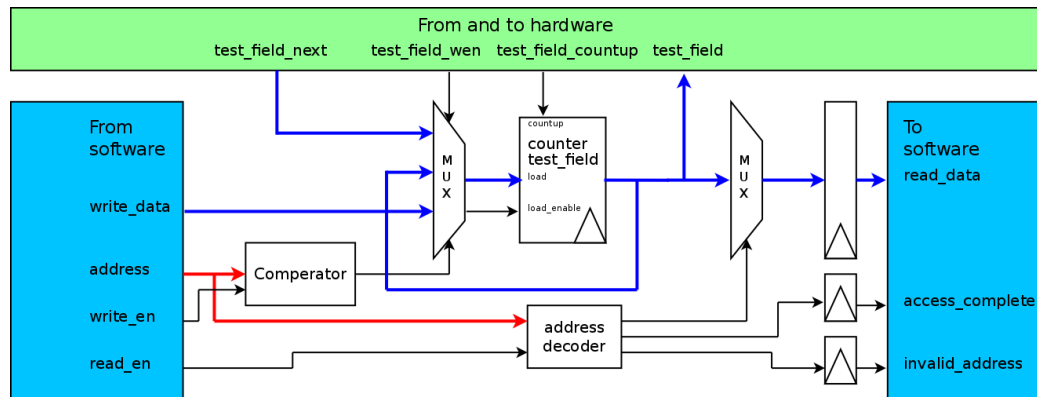 From and to hardware
test_field_next
test_field_wen
test_field_countup
test_field
From
software
write_data
address
write_en
read_en
Comperator
M
U
X
countup
counter
test_field
load
load_enable
address
decoder
M
U
X
To
software
read_data
access_complete
invalid_address